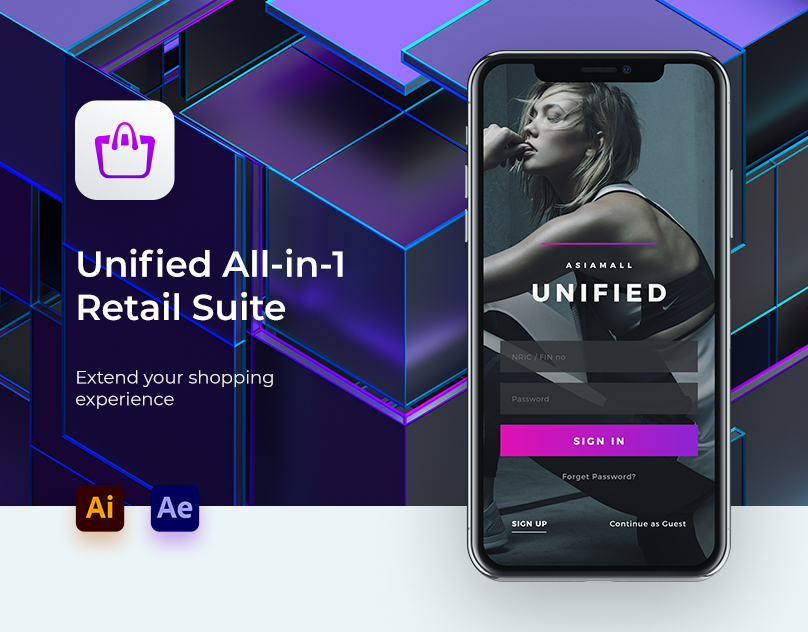 Unified All-in-1
Retail Suite
Extend your shopping
experience
Ai
Ae
ASIAMALL
UNIFIED
NRIC / FIN no
Password
SIGN IN
Forget Password?
SIGN UP
Continue as Guest